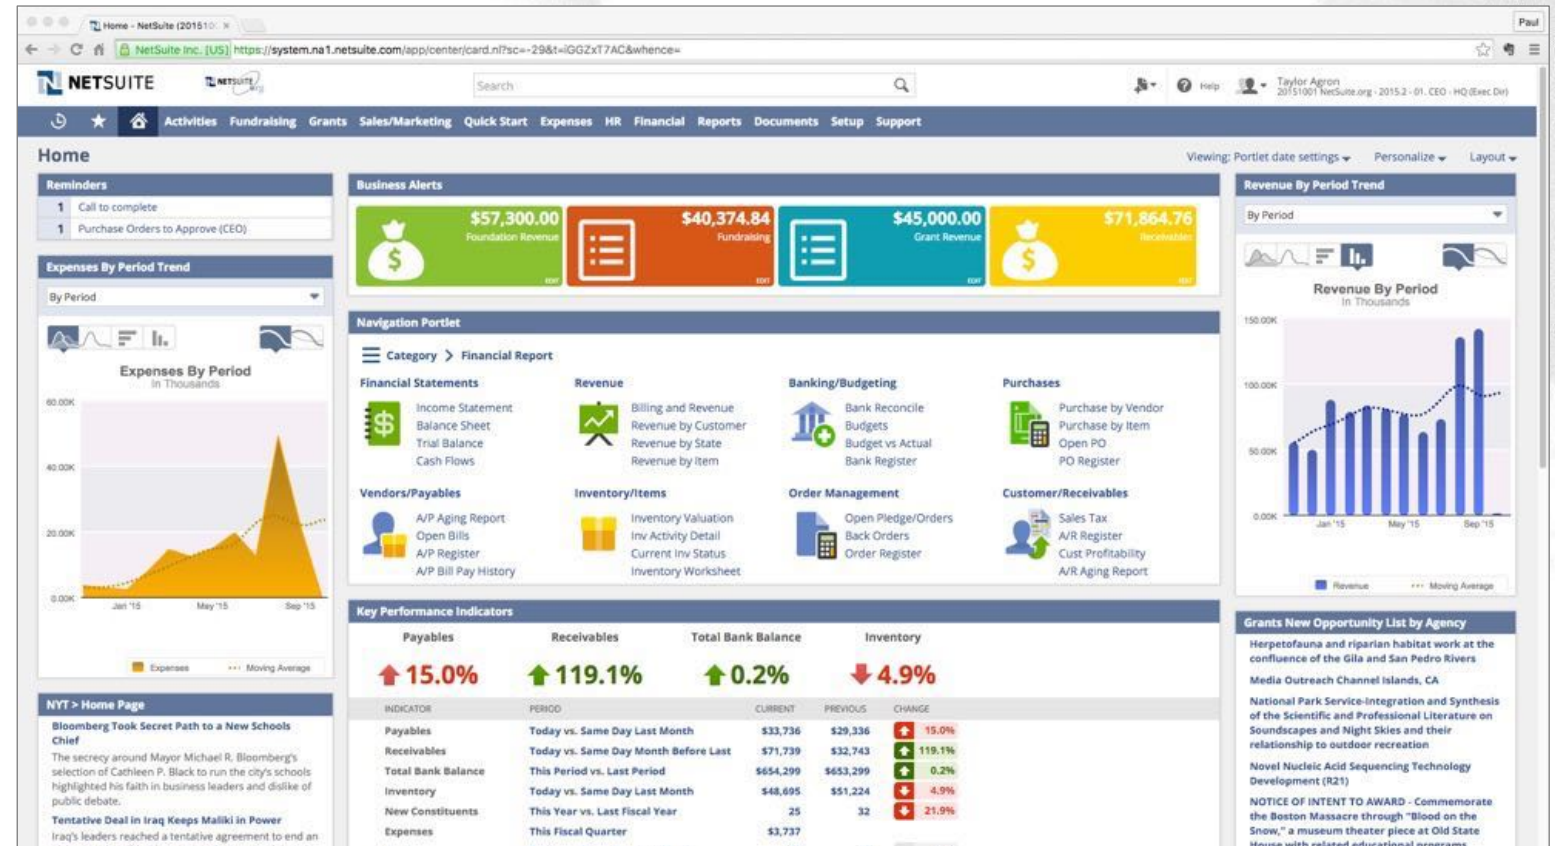 Home - NetSuite (201510
Paul
NetSuite Inc. [US] https://system.na1.netsuite.com/app/center/card.nl?sc=-29&t=iGGZxT7AC&whence=
NETSUITE
NETSUITE
Search
Help
Taylor Agron
20151001 NetSuite.org - 2015.2 - 01. CEO - HQ (Exec Dir)
Activities Fundraising Grants Sales/Marketing Quick Start Expenses HR Financial Reports Documents Setup Support
Home
Viewing: Portlet date settings Personalize Layout
Reminders
1 Call to complete
1 Purchase Orders to Approve (CEO)
Expenses By Period Trend
By Period
Expenses By Period
In Thousands
60.00K
40.00K
20.00K
0.00K
Jan '15 May '15 Sep '15
Expenses Moving Average
NYT > Home Page
Bloomberg Took Secret Path to a New Schools
Chief
The secrecy around Mayor Michael R. Bloomberg's
selection of Cathleen P. Black to run the city's schools
highlighted his faith in business leaders and dislike of
public debate.
Tentative Deal in Iraq Keeps Maliki in Power
Iraq's leaders reached a tentative agreement to end an
Business Alerts
$57,300.00
Foundation Revenue
EDIT
$40,374.84
Fundraising
EDIT
$45,000.00
Grant Revenue
EDIT
$71,864.76
Receivables
EDIT
Navigation Portlet
Category > Financial Report
Financial Statements
Income Statement
Balance Sheet
Trial Balance
Cash Flows
Revenue
Billing and Revenue
Revenue by Customer
Revenue by State
Revenue by Item
Banking/Budgeting
Bank Reconcile
Budgets
Budget vs Actual
Bank Register
Purchases
Purchase by Vendor
Purchase by Item
Open PO
PO Register
Vendors/Payables
A/P Aging Report
Open Bills
A/P Register
A/P Bill Pay History
Inventory/Items
Inventory Valuation
Inv Activity Detail
Current Inv Status
Inventory Worksheet
Order Management
Open Pledge/Orders
Back Orders
Order Register
Customer/Receivables
Sales Tax
A/R Register
Cust Profitability
A/R Aging Report
Key Performance Indicators
Payables Receivables Total Bank Balance Inventory
15.0% 119.1% 0.2% 4.9%
INDICATOR PERIOD CURRENT PREVIOUS CHANGE
Payables Today vs. Same Day Last Month $33,736 $29,336 15.0%
Receivables Today vs. Same Day Month Before Last $71,739 $32,743 119.1%
Total Bank Balance This Period vs. Last Period $654,299 $653,299 0.2%
Inventory Today vs. Same Day Last Month $48,695 $51,224 4.9%
New Constituents This Year vs. Last Fiscal Year 25 32 21.9%
Expenses This Fiscal Quarter $3,737
Revenue By Period Trend
By Period
Revenue By Period
In Thousands
150.00K
100.00K
50.00K
0.00K
Jan '15 May '15 Sep '15
Revenue Moving Average
Grants New Opportunity List by Agency
Herpetofauna and riparian habitat work at the
confluence of the Gila and San Pedro Rivers
Media Outreach Channel Islands, CA
National Park Service-Integration and Synthesis
of the Scientific and Professional Literature on
Soundscapes and Night Skies and their
relationship to outdoor recreation
Novel Nucleic Acid Sequencing Technology
Development (R21)
NOTICE OF INTENT TO AWARD - Commemorate
the Boston Massacre through "Blood on the
Snow," a museum theater piece at Old State
House with related educational programs